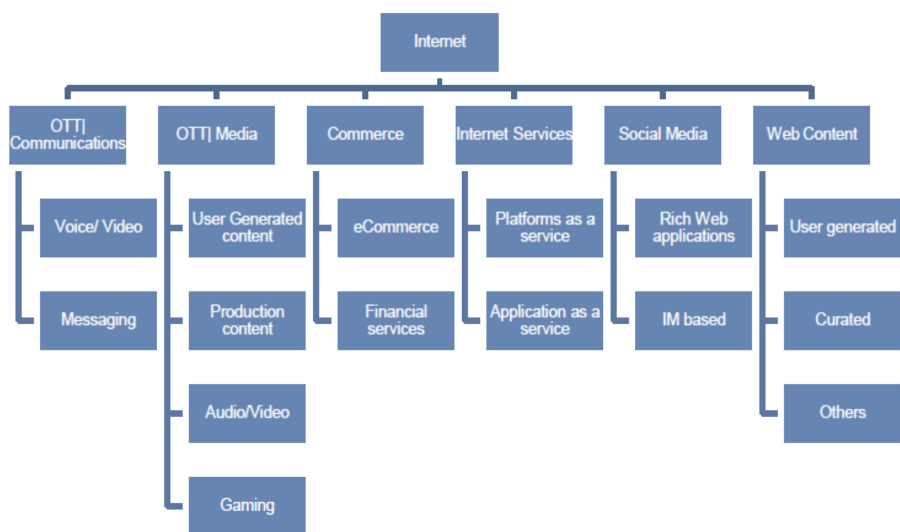 Internet
OTT|
Communications
OTT| Media
Commerce
Internet Services
Social Media
Web Content
Voice/ Video
User Generated
content
eCommerce
Platforms as a
service
Rich Web
applications
User generated
Messaging
Production
content
Financial
services
Application as a
service
IM based
Curated
Audio/Video
Others
Gaming